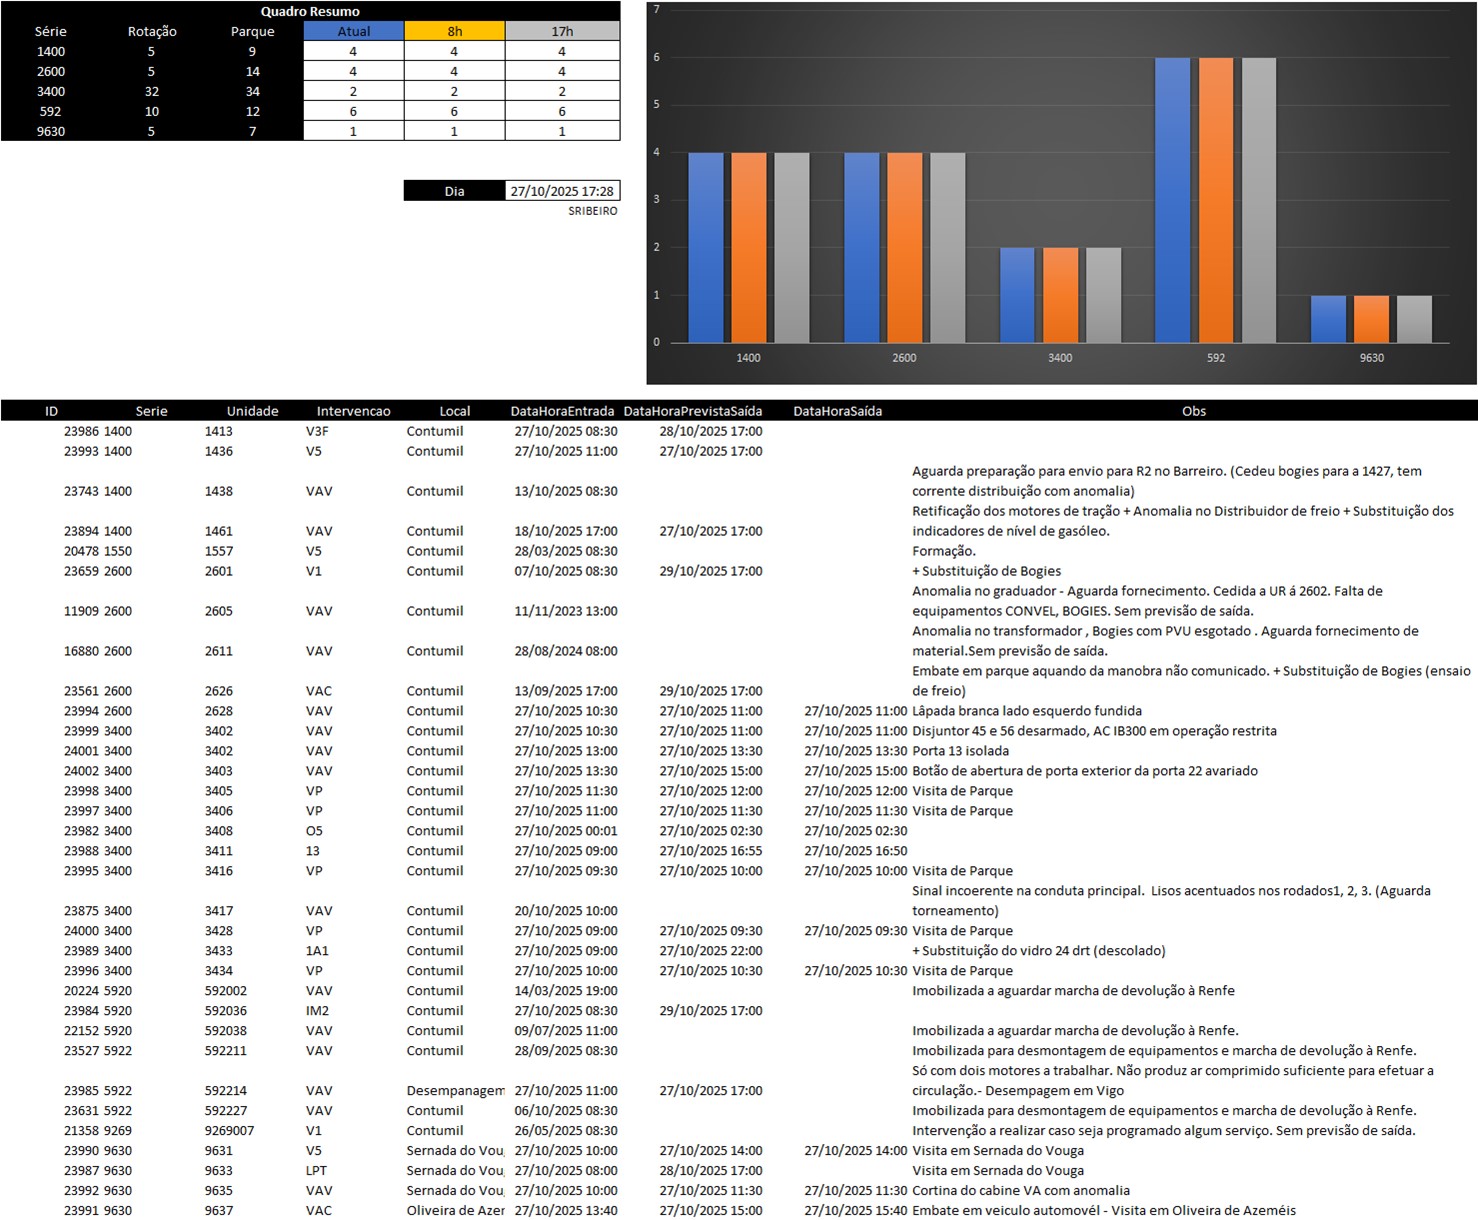 Quadro Resumo
Série Rotação Parque Atual 8h 17h
1400 5 9 4 4 4
2600 5 14 4 4 4
3400 32 34 2 2 2
592 10 12 6 6 6
9630 5 7 1 1 1
Dia 27/10/2025 17:28
SRIBEIRO
7
6
5
4
3
2
1
0
1400 2600 3400 592 9630
ID Serie Unidade Intervencao Local DataHoraEntrada DataHoraPrevistaSaída DataHoraSaída Obs
23986 1400 1413 V3F Contumil 27/10/2025 08:30 28/10/2025 17:00
23993 1400 1436 V5 Contumil 27/10/2025 11:00 27/10/2025 17:00
Aguarda preparação para envio para R2 no Barreiro. (Cedeu bogies para a 1427, tem
23743 1400 1438 VAV Contumil 13/10/2025 08:30 corrente distribuição com anomalia)
Retificação dos motores de tração + Anomalia no Distribuidor de freio + Substituição dos
23894 1400 1461 VAV Contumil 18/10/2025 17:00 27/10/2025 17:00 indicadores de nível de gasóleo.
20478 1550 1557 V5 Contumil 28/03/2025 08:30 Formação.
23659 2600 2601 V1 Contumil 07/10/2025 08:30 29/10/2025 17:00 + Substituição de Bogies
Anomalia no graduador - Aguarda fornecimento. Cedida a UR á 2602. Falta de
11909 2600 2605 VAV Contumil 11/11/2023 13:00 equipamentos CONVEL, BOGIES. Sem previsão de saída.
Anomalia no transformador , Bogies com PVU esgotado . Aguarda fornecimento de
16880 2600 2611 VAV Contumil 28/08/2024 08:00 material.Sem previsão de saída.
Embate em parque aquando da manobra não comunicado. + Substituição de Bogies (ensaio
23561 2600 2626 VAC Contumil 13/09/2025 17:00 29/10/2025 17:00 de freio)
23994 2600 2628 VAV Contumil 27/10/2025 10:30 27/10/2025 11:00 27/10/2025 11:00 Lâpada branca lado esquerdo fundida
23999 3400 3402 VAV Contumil 27/10/2025 10:30 27/10/2025 11:00 27/10/2025 11:00 Disjuntor 45 e 56 desarmado, AC IB300 em operação restrita
24001 3400 3402 VAV Contumil 27/10/2025 13:00 27/10/2025 13:30 27/10/2025 13:30 Porta 13 isolada
24002 3400 3403 VAV Contumil 27/10/2025 13:30 27/10/2025 15:00 27/10/2025 15:00 Botão de abertura de porta exterior da porta 22 avariado
23998 3400 3405 VP Contumil 27/10/2025 11:30 27/10/2025 12:00 27/10/2025 12:00 Visita de Parque
23997 3400 3406 VP Contumil 27/10/2025 11:00 27/10/2025 11:30 27/10/2025 11:30 Visita de Parque
23982 3400 3408 O5 Contumil 27/10/2025 00:01 27/10/2025 02:30 27/10/2025 02:30
23988 3400 3411 13 Contumil 27/10/2025 09:00 27/10/2025 16:55 27/10/2025 16:50
23995 3400 3416 VP Contumil 27/10/2025 09:30 27/10/2025 10:00 27/10/2025 10:00 Visita de Parque
Sinal incoerente na conduta principal. Lisos acentuados nos rodados1, 2, 3. (Aguarda
23875 3400 3417 VAV Contumil 20/10/2025 10:00 torneamento)
24000 3400 3428 VP Contumil 27/10/2025 09:00 27/10/2025 09:30 27/10/2025 09:30 Visita de Parque
23989 3400 3433 1A1 Contumil 27/10/2025 09:00 27/10/2025 22:00 + Substituição do vidro 24 drt (descolado)
23996 3400 3434 VP Contumil 27/10/2025 10:00 27/10/2025 10:30 27/10/2025 10:30 Visita de Parque
20224 5920 592002 VAV Contumil 14/03/2025 19:00 Imobilizada a aguardar marcha de devolução à Renfe
23984 5920 592036 IM2 Contumil 27/10/2025 08:30 29/10/2025 17:00
22152 5920 592038 VAV Contumil 09/07/2025 11:00 Imobilizada a aguardar marcha de devolução à Renfe.
23527 5922 592211 VAV Contumil 28/09/2025 08:30 Imobilizada para desmontagem de equipamentos e marcha de devolução à Renfe.
Só com dois motores a trabalhar. Não produz ar comprimido suficiente para efetuar a
23985 5922 592214 VAV Desempanagem 27/10/2025 11:00 27/10/2025 17:00 circulação.- Desempagem em Vigo
23631 5922 592227 VAV Contumil 06/10/2025 08:30 Imobilizada para desmontagem de equipamentos e marcha de devolução à Renfe.
21358 9269 9269007 V1 Contumil 26/05/2025 08:30 Intervenção a realizar caso seja programado algum serviço. Sem previsão de saída.
23990 9630 9631 V5 Sernada do Vou 27/10/2025 10:00 27/10/2025 14:00 27/10/2025 14:00 Visita em Sernada do Vouga
23987 9630 9633 LPT Sernada do Vou 27/10/2025 08:00 28/10/2025 17:00 Visita em Sernada do Vouga
23992 9630 9635 VAV Sernada do Vou 27/10/2025 10:00 27/10/2025 11:30 27/10/2025 11:30 Cortina do cabine VA com anomalia
23991 9630 9637 VAC Oliveira de Azer 27/10/2025 13:40 27/10/2025 15:00 27/10/2025 15:40 Embate em veiculo automovél - Visita em Oliveira de Azeméis